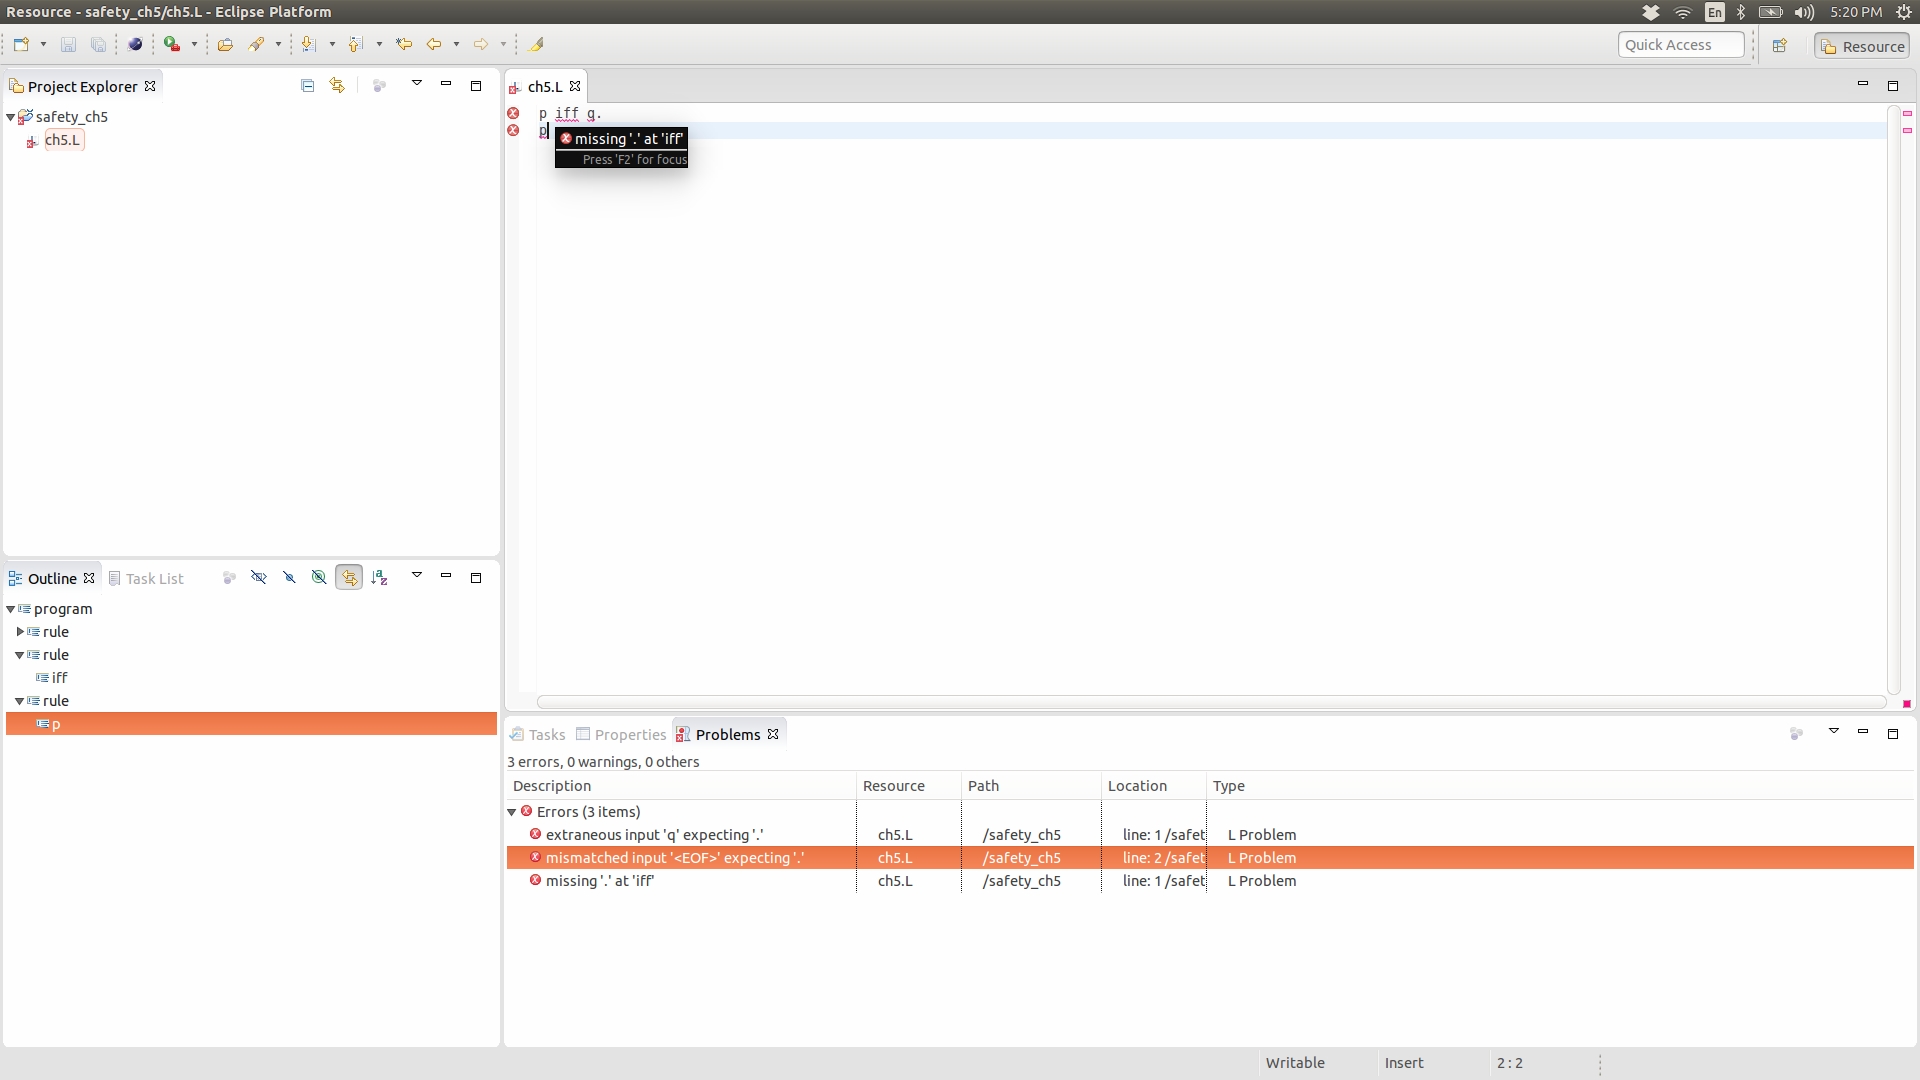 Resource - safety_ch5/ch5.L - Eclipse Platform
En
5:20 PM
Quick Access
Resource
Project Explorer
safety_ch5
ch5.L
ch5.L
p iff q.
p
missing '.' at 'iff'
Press 'F2' for focus
Outline
Task List
program
rule
rule
iff
rule
p
Tasks
Properties
Problems
3 errors, 0 warnings, 0 others
Description Resource Path Location Type
Errors (3 items)
extraneous input 'q' expecting '.' ch5.L /safety_ch5 line: 1 /safet L Problem
mismatched input '<EOF>' expecting '.' ch5.L /safety_ch5 line: 2 /safet L Problem
missing '.' at 'iff' ch5.L /safety_ch5 line: 1 /safet L Problem
Writable Insert 2 : 2